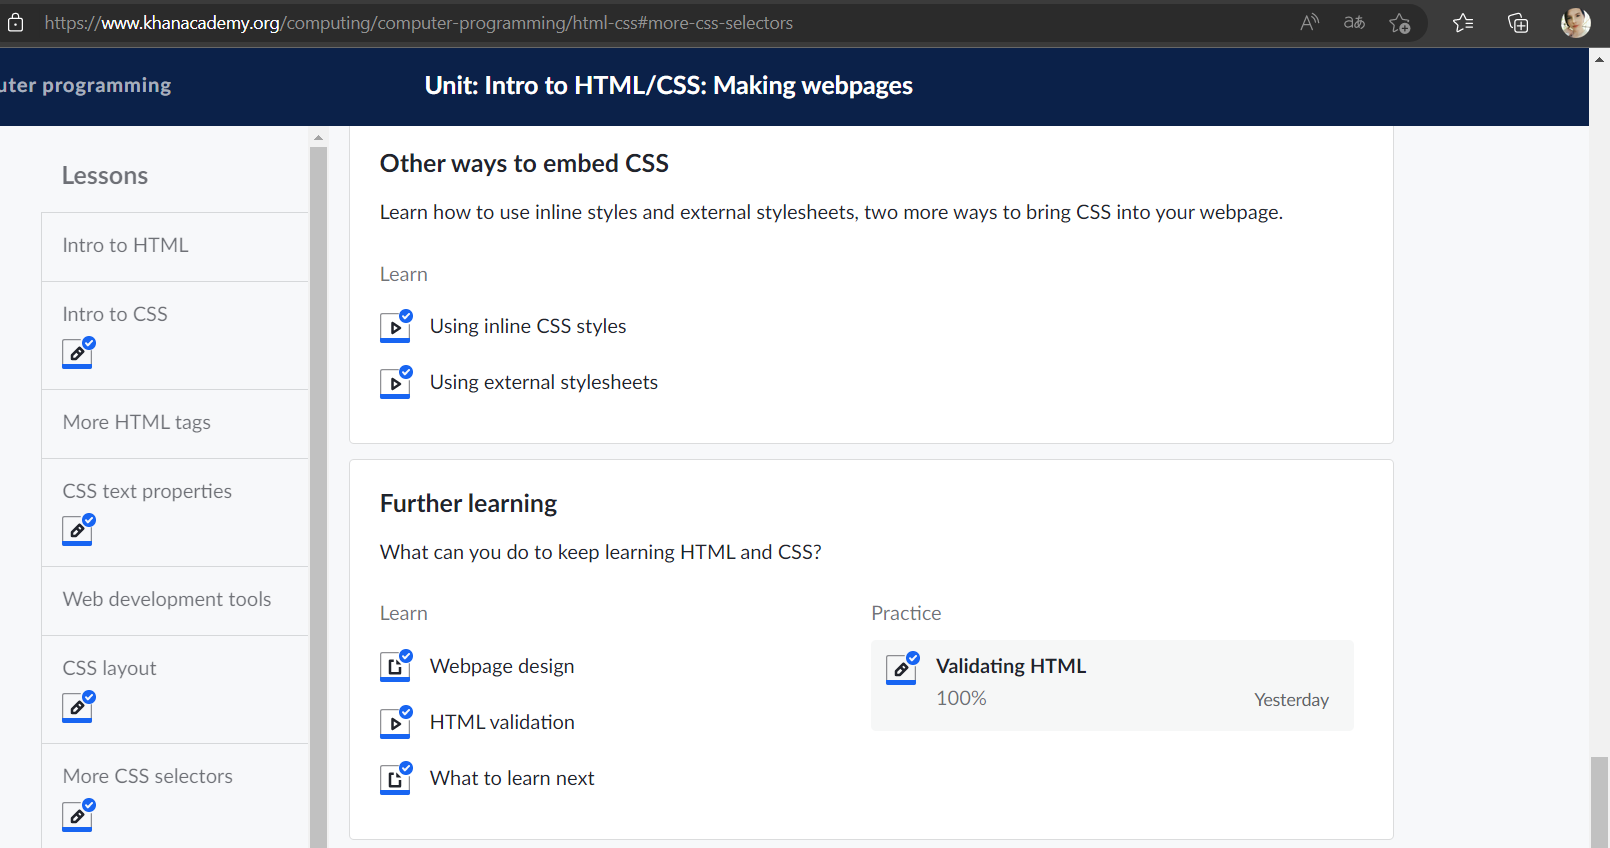 https://www.khanacademy.org/computing/computer-programming/html-css#more-css-selectors
uter programming
Unit: Intro to HTML/CSS: Making webpages
Lessons
Intro to HTML
Intro to CSS
More HTML tags
CSS text properties
Web development tools
CSS layout
More CSS selectors
Other ways to embed CSS
Learn how to use inline styles and external stylesheets, two more ways to bring CSS into your webpage.
Learn
Using inline CSS styles
Using external stylesheets
Further learning
What can you do to keep learning HTML and CSS?
Learn
Webpage design
HTML validation
What to learn next
Practice
Validating HTML
100%
Yesterday